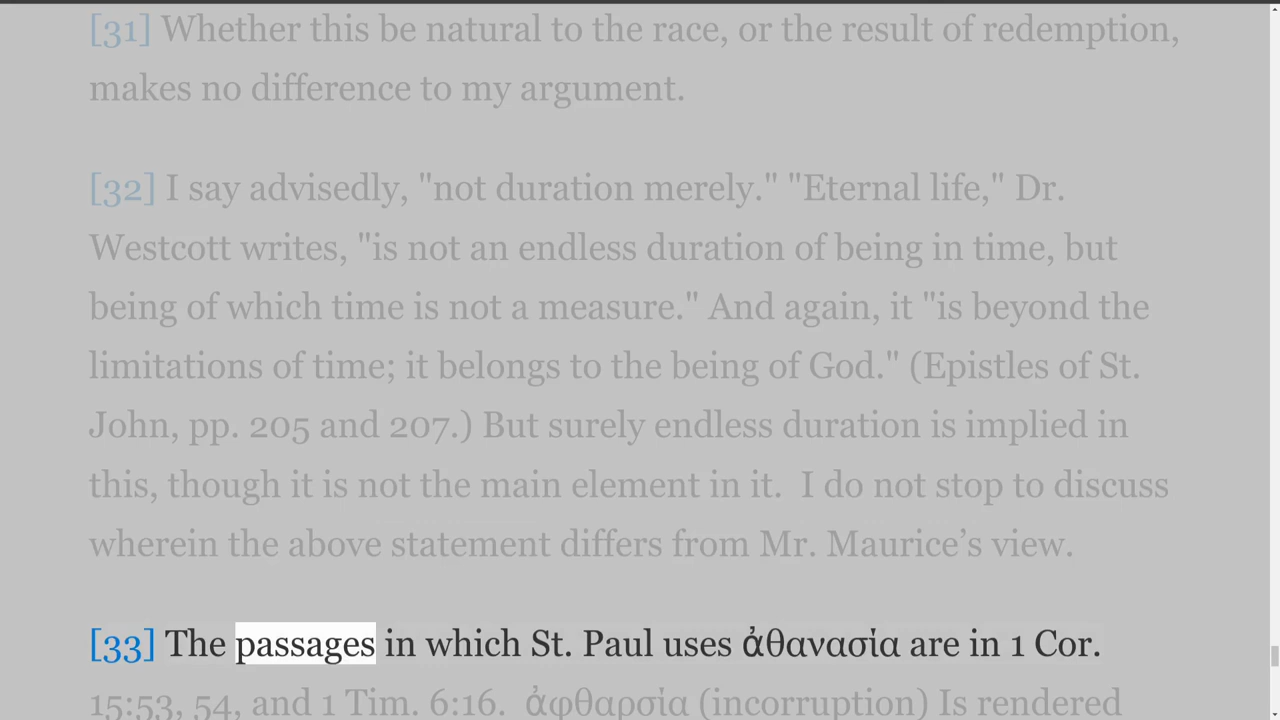 [31] Whether this be natural to the race, or the result of redemption,
makes no difference to my argument.
[32] I say advisedly, "not duration merely." "Eternal life," Dr.
Westcott writes, "is not an endless duration of being in time, but
being of which time is not a measure." And again, it "is beyond the
limitations of time; it belongs to the being of God." (Epistles of St.
John, pp. 205 and 207.) But surely endless duration is implied in
this, though it is not the main element in it.  I do not stop to discuss
wherein the above statement differs from Mr. Maurice’s view.
[33] The passages in which St. Paul uses ἀθανασία are in 1 Cor.
15:53, 54, and 1 Tim. 6:16.  ἀφθαρσία (incorruption) Is rendered